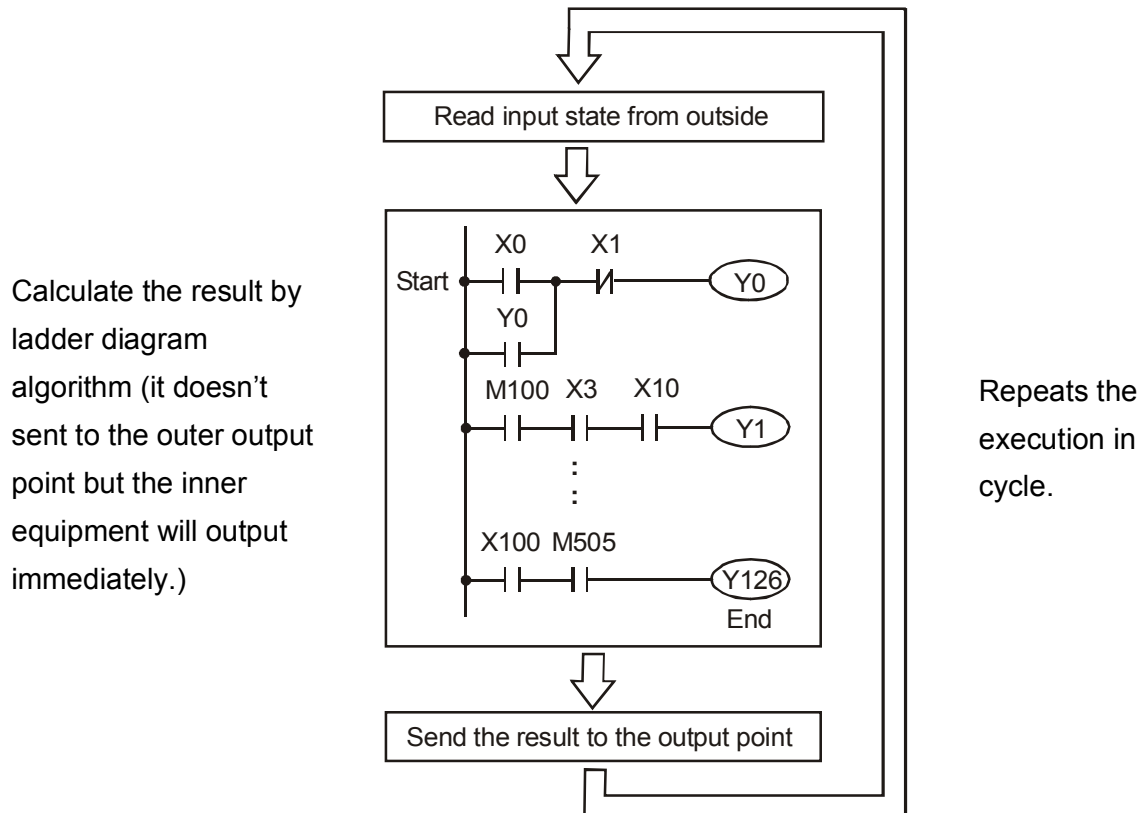 Read input state from outside
X0 X1
Start
Y0
Y0
M100 X3 X10
Y1
:
:
X100 M505
Y126
End
Send the result to the output point
Calculate the result by
ladder diagram
algorithm (it doesn’t
sent to the outer output
point but the inner
equipment will output
immediately.)
Repeats the
execution in
cycle.